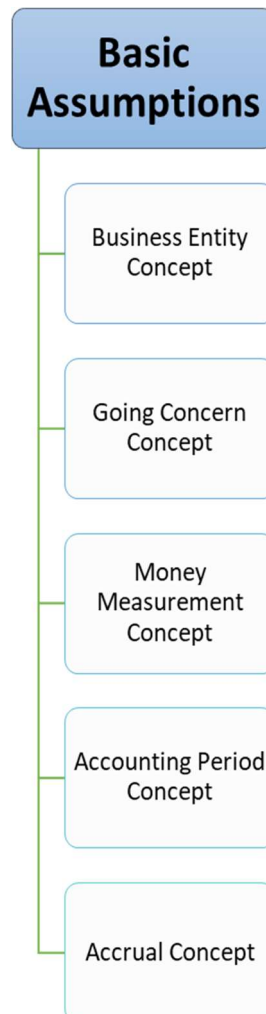 Basic
Assumptions
Business Entity
Concept
Going Concern
Concept
Money
Measurement
Concept
Accounting Period
Concept
Accrual Concept